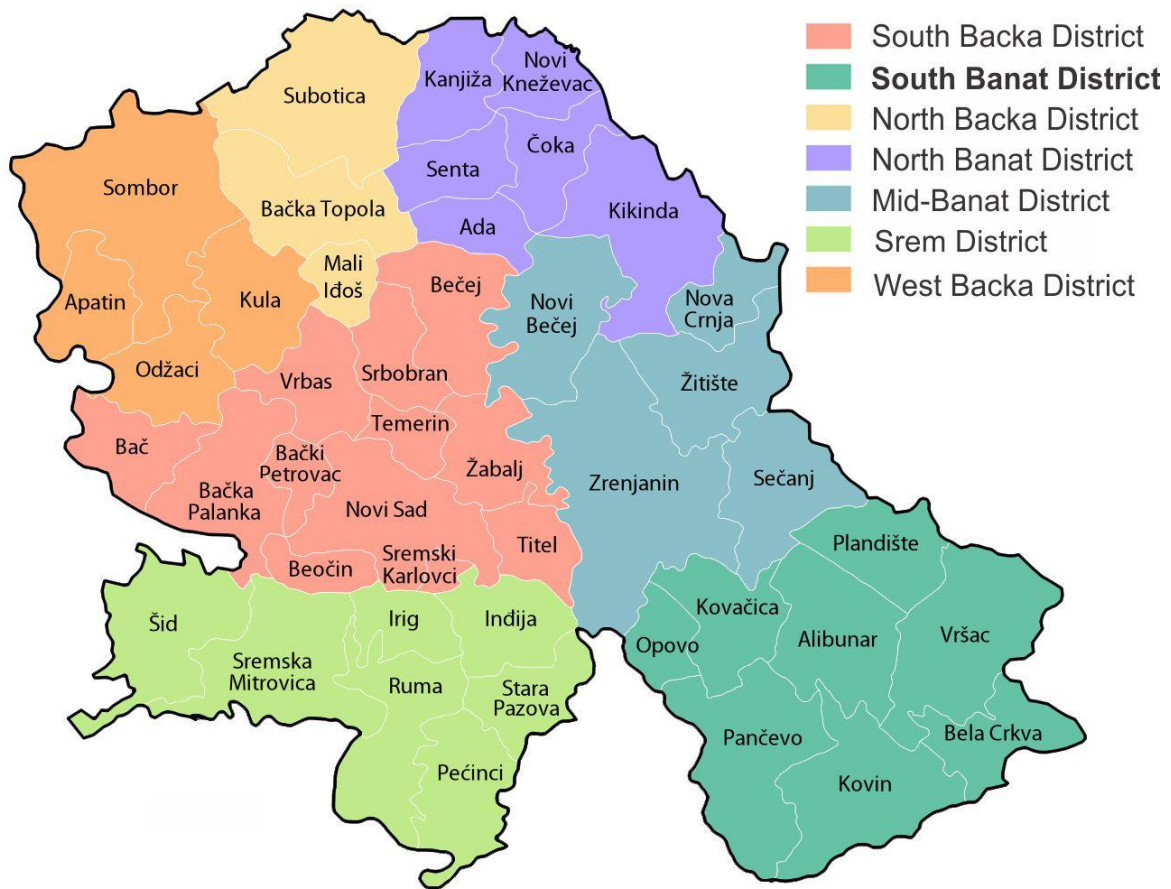 South Backa District
South Banat District
North Backa District
North Banat District
Mid-Banat District
Srem District
West Backa District
Subotica
Kanjiža
Novi
Kneževac
Čoka
Senta
Sombor
Bačka Topola
Ada
Kikinda
Mali
Iđoš
Bečej
Apatin
Kula
Novi
Bečej
Nova
Crnja
Odžaci
Vrbas
Srbobran
Žitište
Temerin
Bač
Bački
Petrovac
Žabalj
Bačka
Palanka
Zrenjanin
Sečanj
Novi Sad
Titel
Plandište
Beočin
Sremski
Karlovci
Šid
Irig
Inđija
Kovačica
Opovo
Alibunar
Vršac
Sremska
Mitrovica
Ruma
Stara
Pazova
Pančevo
Bela Crkva
Pećinci
Kovin